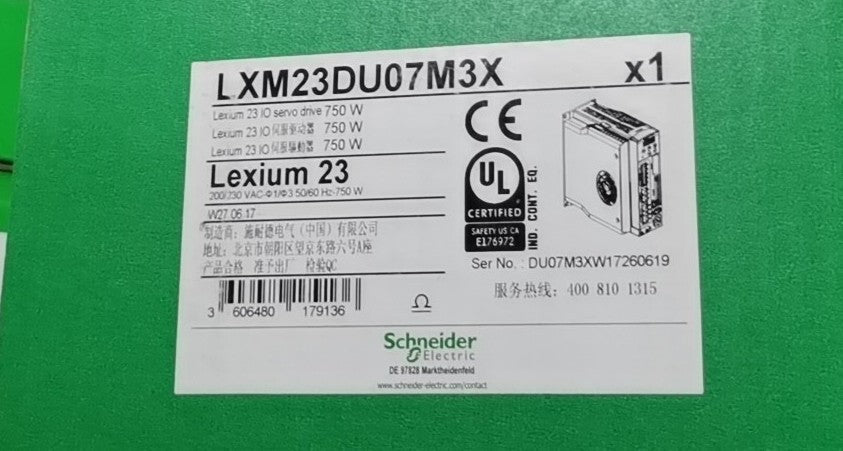 LXM23DU07M3X x1
Lexium 23 IO servo drive 750 W
Lexium 23 IO 伺服驱动器 750 W
Lexium 23 IO 伺服驅動器 750 W
Lexium 23
200/230 VAC-Φ1/Φ3 50/60 Hz-750 W
W27 06 17
制造商: 施耐德电气(中国)有限公司
地址: 北京市朝阳区望京东路六号A座
产品合格 准予出厂 检验QC
CE
UL
CERTIFIED
SAFETY US CA
E176972
IND. CONT. EQ.
Ser No.: DU07M3XW17260619
服务热线: 400 810 1315
3 606480 179136
Ω
Schneider
Electric
DE 97828 Marktheidenfeld
www.schneider-electric.com/contact